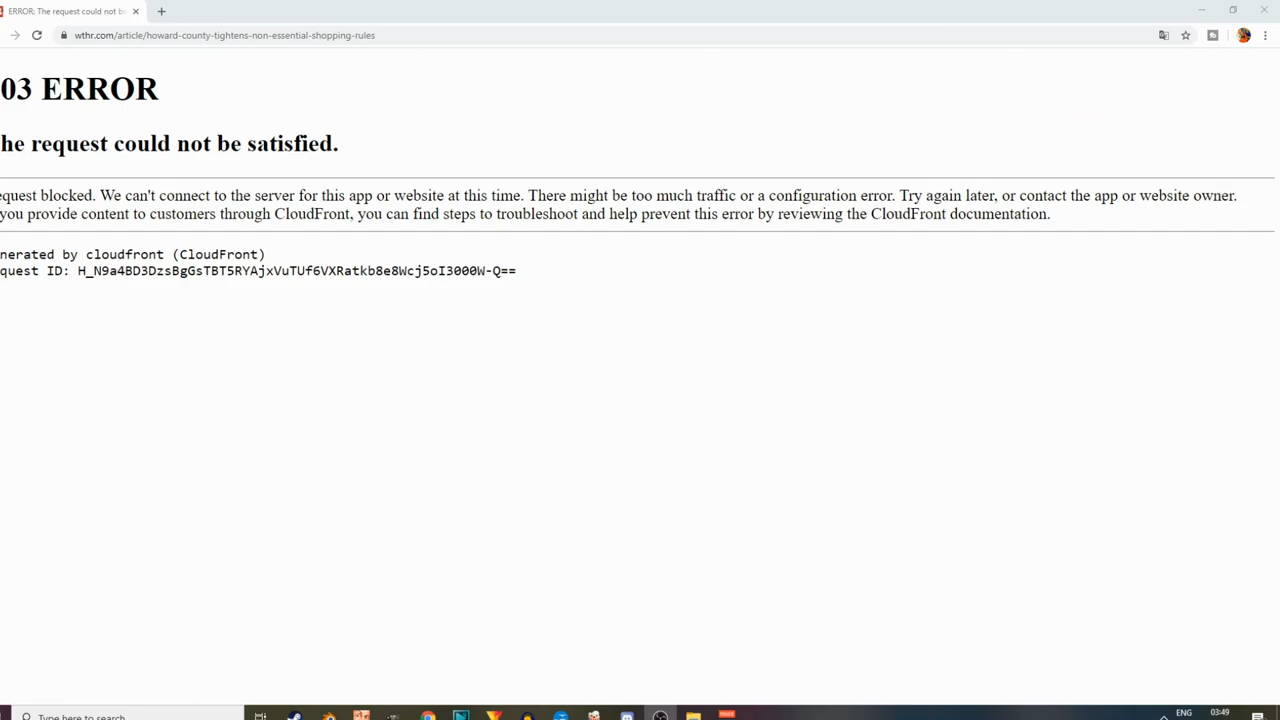 ERROR: The request could not be
wthr.com/article/howard-county-tightens-non-essential-shopping-rules
03 ERROR
he request could not be satisfied.
equest blocked. We can't connect to the server for this app or website at this time. There might be too much traffic or a configuration error. Try again later, or contact the app or website owner.
you provide content to customers through CloudFront, you can find steps to troubleshoot and help prevent this error by reviewing the CloudFront documentation.
nerated by cloudfront (CloudFront)
quest ID: H_N9a4BD3DzsBgGsTBT5RYAjxVuTUf6VXRatkb8e8Wcj5oI3000W-Q==
Type here to search
ENG 03:49